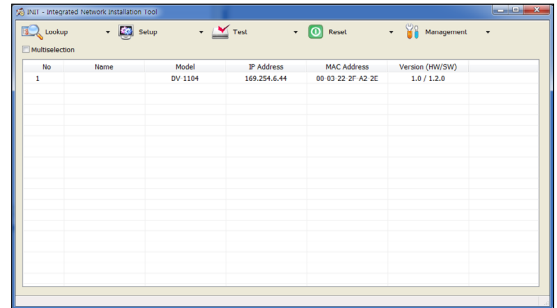 INIT - Integrated Network Installation Tool
Lookup Setup Test Reset Management
Multiselection
No Name Model IP Address MAC Address Version (HW/SW)
1 DV 1104 169.254.6.44 00 03 22 2F A2 2E 1.0 / 1.2.0